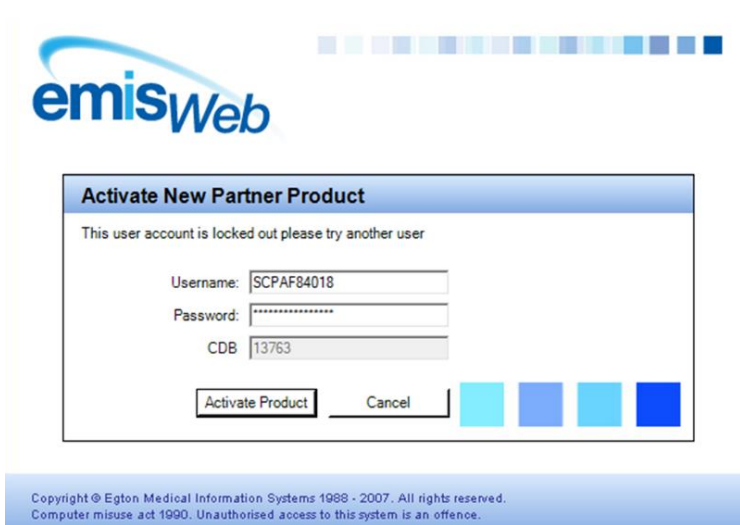 emisWeb
Activate New Partner Product
This user account is locked out please try another user
Username: SCPAF84018
Password: ****************
CDB 13763
Activate Product Cancel
Copyright © Egton Medical Information Systems 1988 - 2007. All rights reserved.
Computer misuse act 1990. Unauthorised access to this system is an offence.